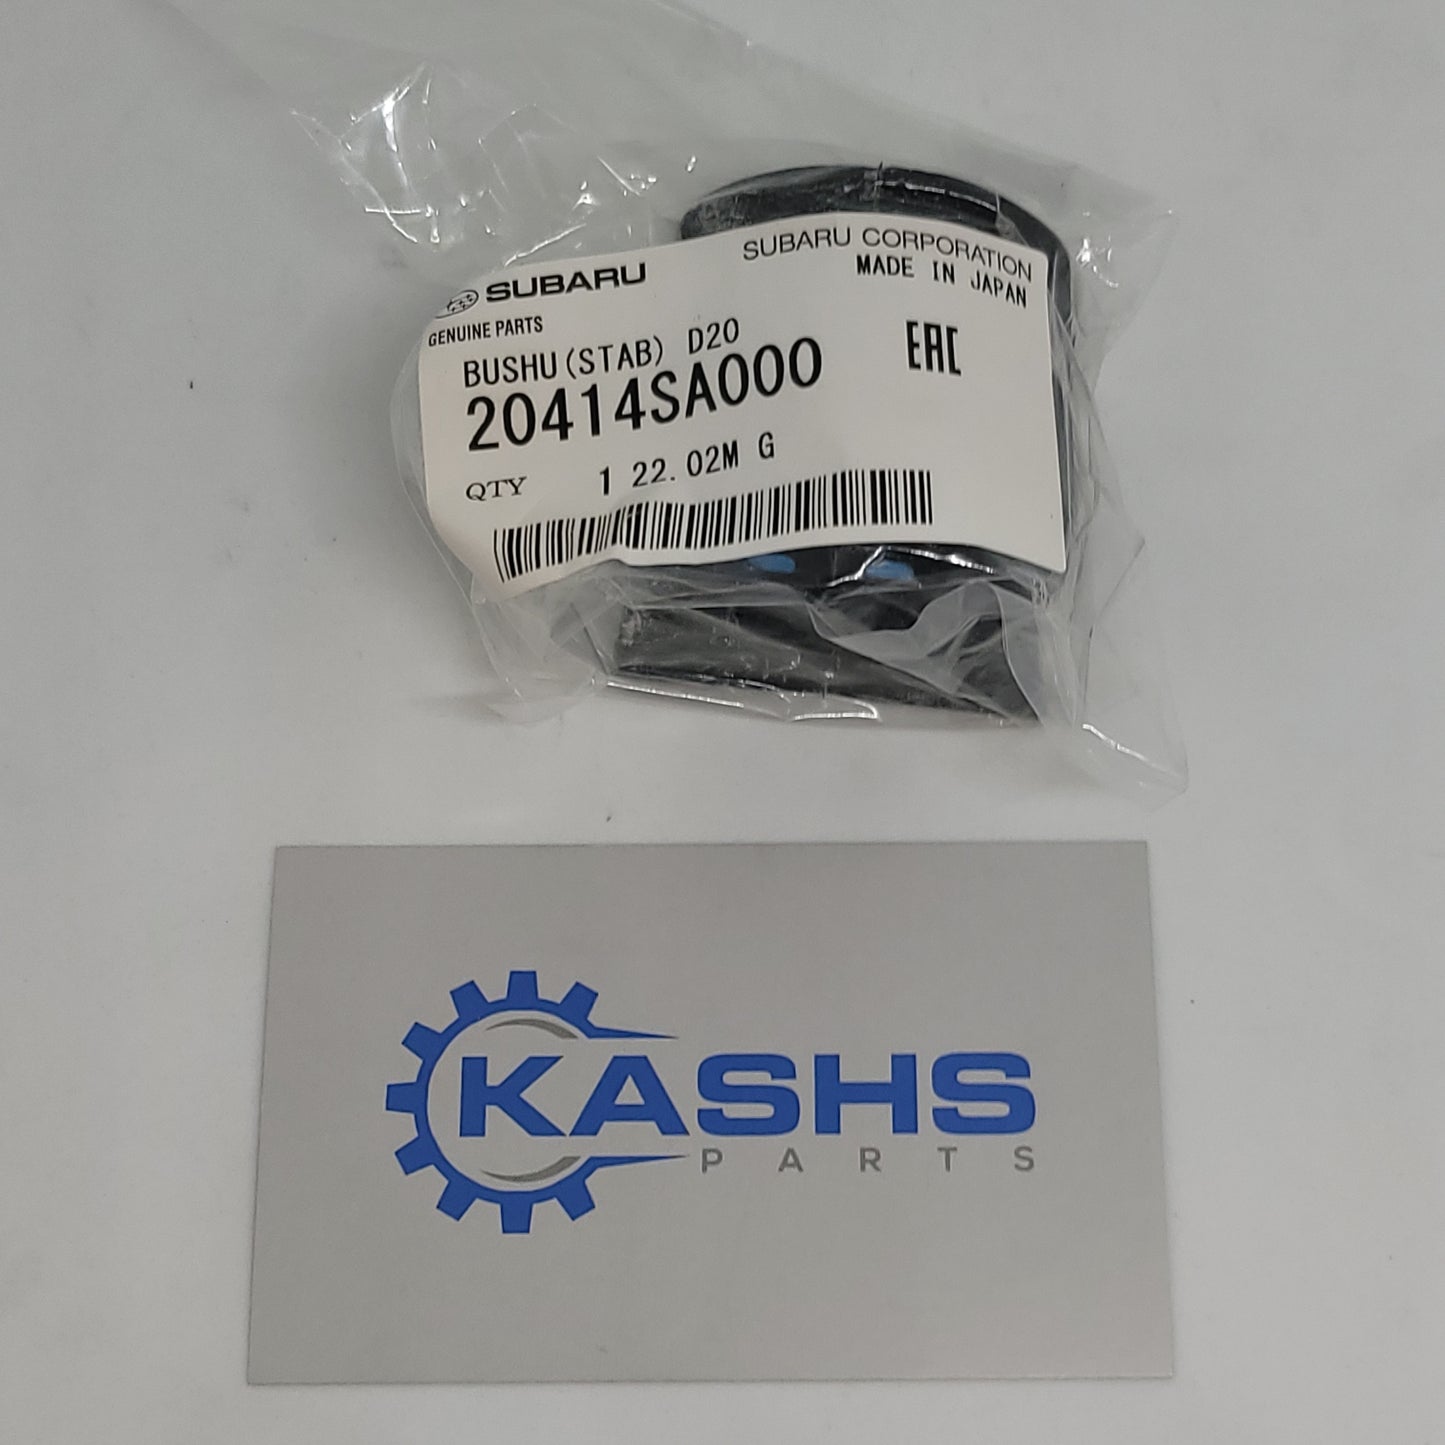 SUBARU
SUBARU CORPORATION
MADE IN JAPAN
GENUINE PARTS
BUSHU(STAB) D20
EAC
20414SA000
QTY 1 22.02M G
KASHS
PARTS